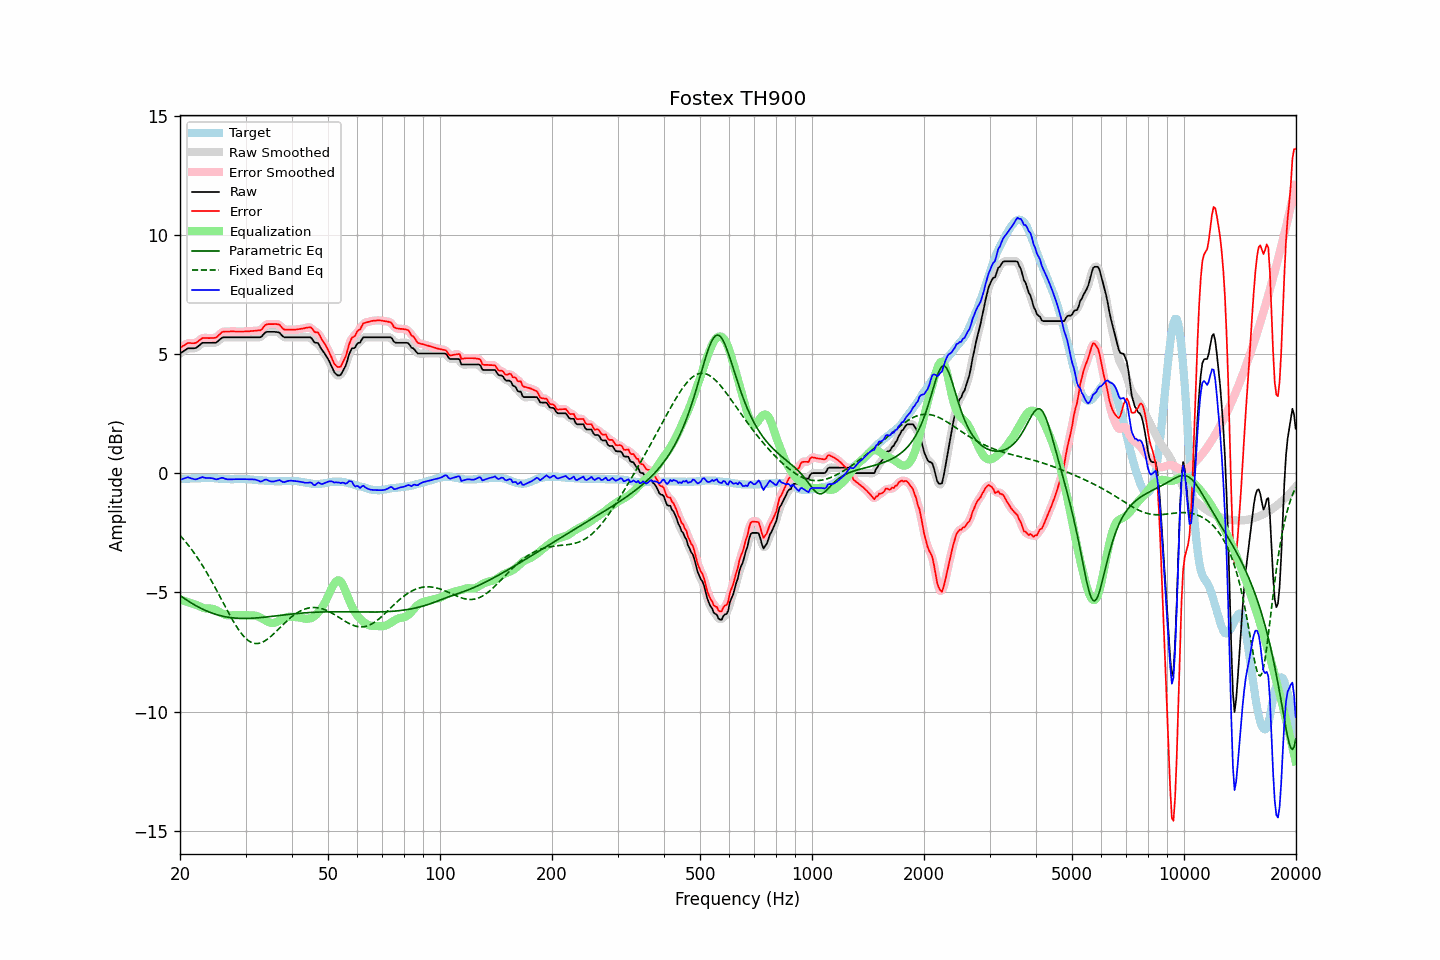 Fostex TH900
15
10
5
0
−5
−10
−15
Amplitude (dBr)
Target
Raw Smoothed
Error Smoothed
Raw
Error
Equalization
Parametric Eq
Fixed Band Eq
Equalized
20 50 100 200 500 1000 2000 5000 10000 20000
Frequency (Hz)